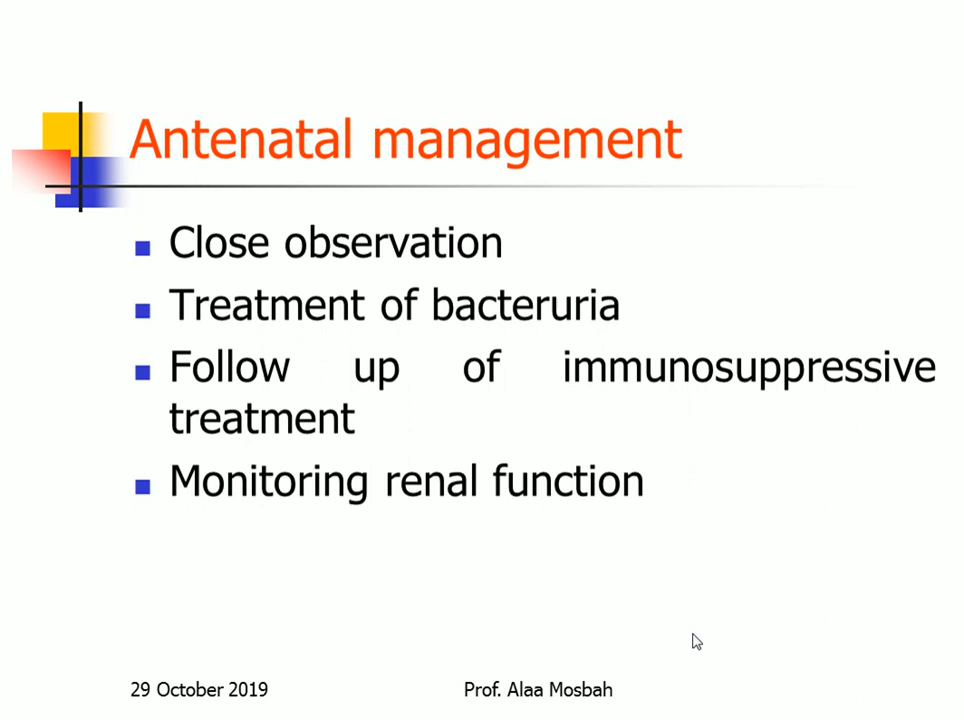 Antenatal management
Close observation
Treatment of bacteruria
Follow up of immunosuppressive
treatment
Monitoring renal function
29 October 2019
Prof. Alaa Mosbah